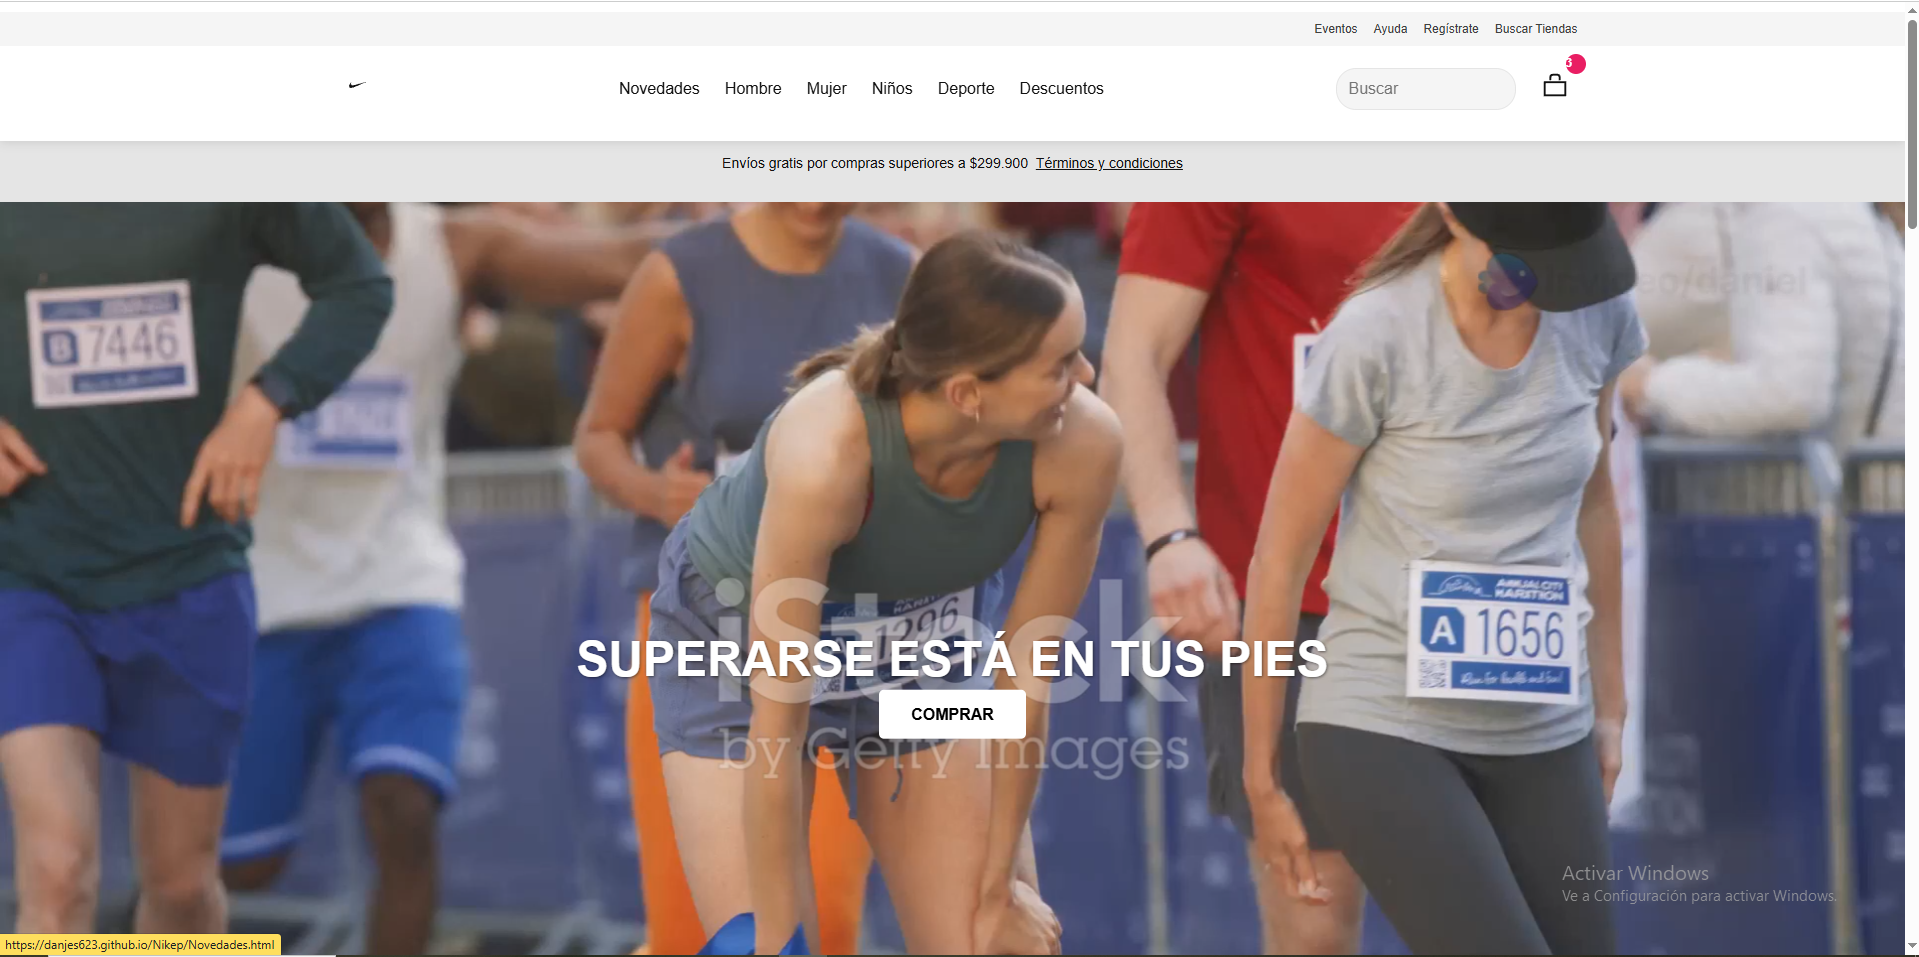 Eventos Ayuda Regístrate Buscar Tiendas
Novedades Hombre Mujer Niños Deporte Descuentos Buscar
Envíos gratis por compras superiores a $299.900 Términos y condiciones
B 7446
1296
A 1656
SUPERARSE ESTÁ EN TUS PIES
iStock
COMPRAR
by Getty Images
Activar Windows
Ve a Configuración para activar Windows.
https://danjes623.github.io/Nikep/Novedades.html